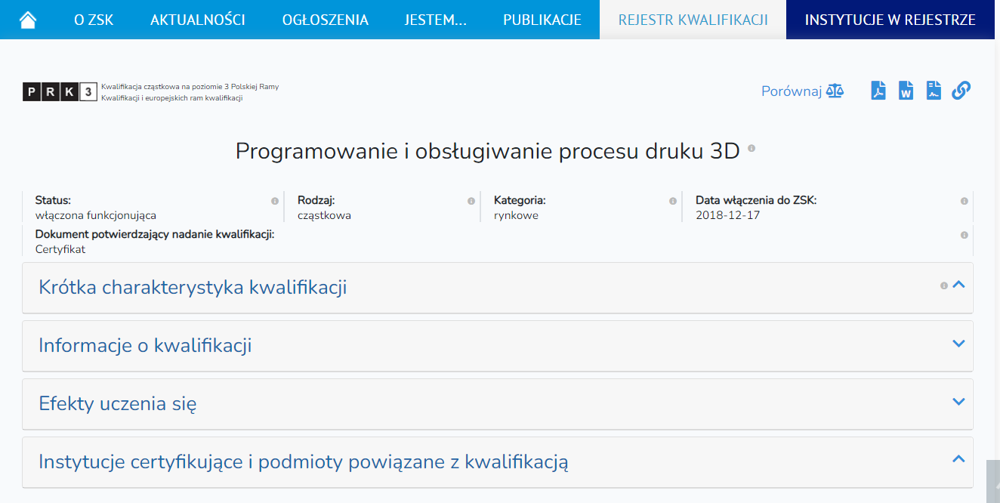 O ZSK AKTUALNOŚCI OGŁOSZENIA JESTEM... PUBLIKACJE REJESTR KWALIFIKACJI INSTYTUCJE W REJESTRZE
PRK3 Kwalifikacja cząstkowa na poziomie 3 Polskiej Ramy
Kwalifikacji i europejskich ram kwalifikacji
Porównaj
Programowanie i obsługiwanie procesu druku 3D
Status: Rodzaj: Kategoria: Data włączenia do ZSK:
włączona funkcjonująca cząstkowa rynkowe 2018-12-17
Dokument potwierdzający nadanie kwalifikacji:
Certyfikat
Krótka charakterystyka kwalifikacji
Informacje o kwalifikacji
Efekty uczenia się
Instytucje certyfikujące i podmioty powiązane z kwalifikacją